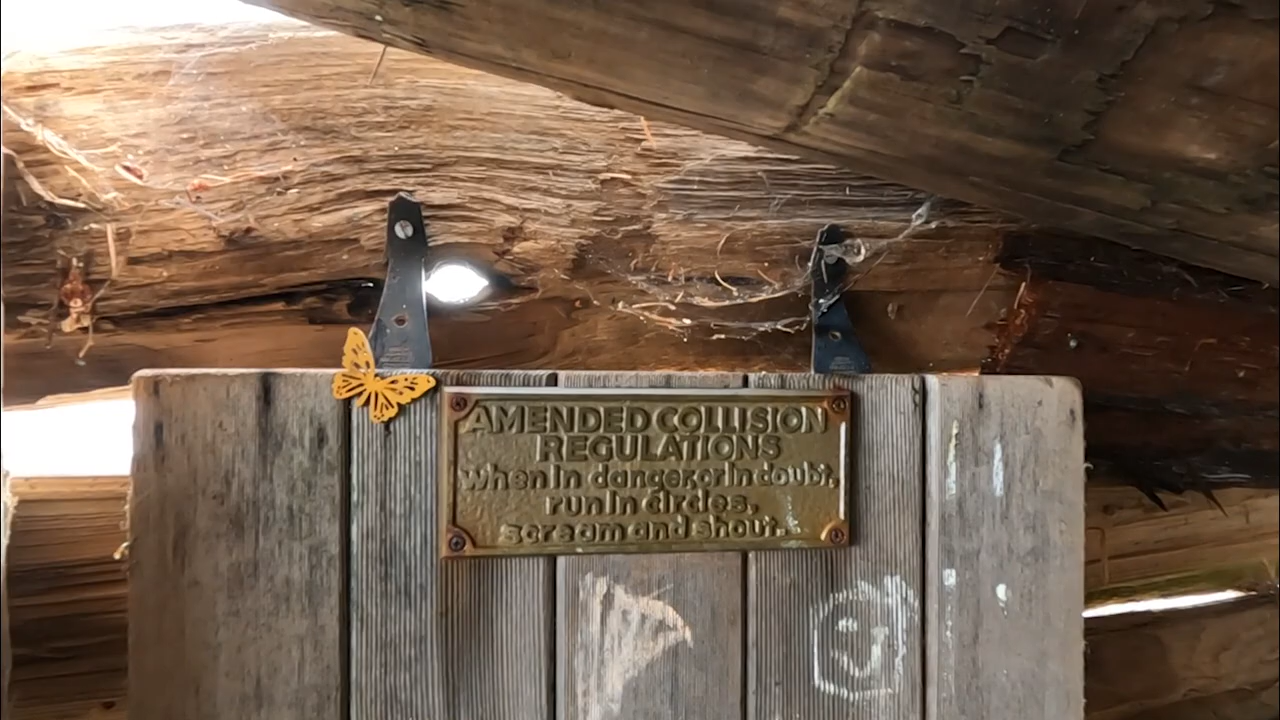 AMENDED COLLISION
REGULATIONS
When in danger or in doubt,
run in circles,
scream and shout.